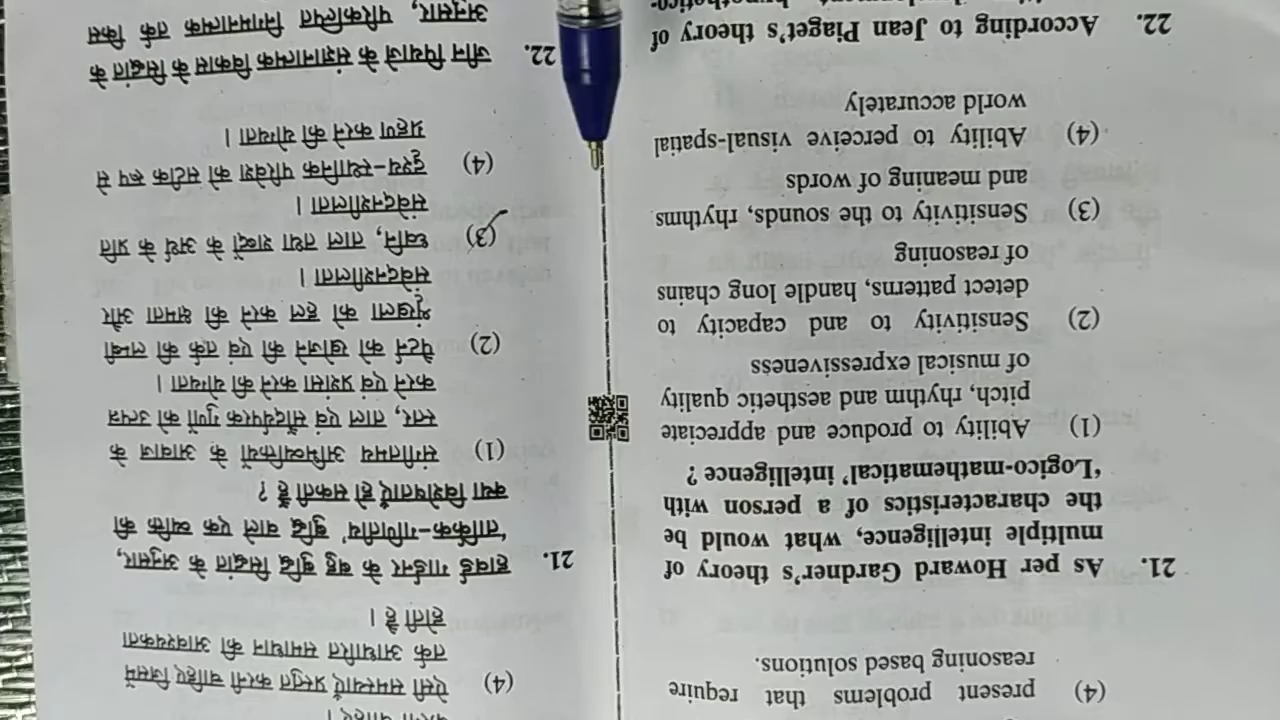 (4) present problems that require
reasoning based solutions.
21. As per Howard Gardner's theory of
multiple intelligence, what would be
the characteristics of a person with
'Logico-mathematical' intelligence ?
(1) Ability to produce and appreciate
pitch, rhythm and aesthetic quality
of musical expressiveness
(2) Sensitivity to and capacity to
detect patterns, handle long chains
of reasoning
(3) Sensitivity to the sounds, rhythms
and meaning of words
(4) Ability to perceive visual-spatial
world accurately
22. According to Jean Piaget's theory of
(4) ऐसी समस्याएँ प्रस्तुत करनी चाहिए जिसमें
तर्क आधारित समाधान की आवश्यकता
होती है ।
21. हावर्ड गार्डनर के बहु बुद्धि सिद्धांत के अनुसार,
'तार्किक-गणितीय' बुद्धि वाले एक व्यक्ति की
क्या विशेषताएँ हो सकती हैं ?
(1) संगीतमय अभिव्यक्तियों के आवाज के
स्तर, ताल एवं सौंदर्यपरक गुणों को उत्पन्न
करने एवं प्रशंसा करने की योग्यता ।
(2) पैटर्न को खोजने की एवं तर्क की लम्बी
शृंखला को हल करने की क्षमता और
संवेदनशीलता ।
(3) ध्वनि, ताल तथा शब्दों के अर्थ के प्रति
संवेदनशीलता ।
(4) दृश्य-स्थानिक परिवेश को सटीक रूप से
ग्रहण करने की योग्यता ।
22. जीन पियाजे के संज्ञानात्मक विकास के सिद्धांत के
अनुसार, परिकल्पित निगमनात्मक तर्क किस